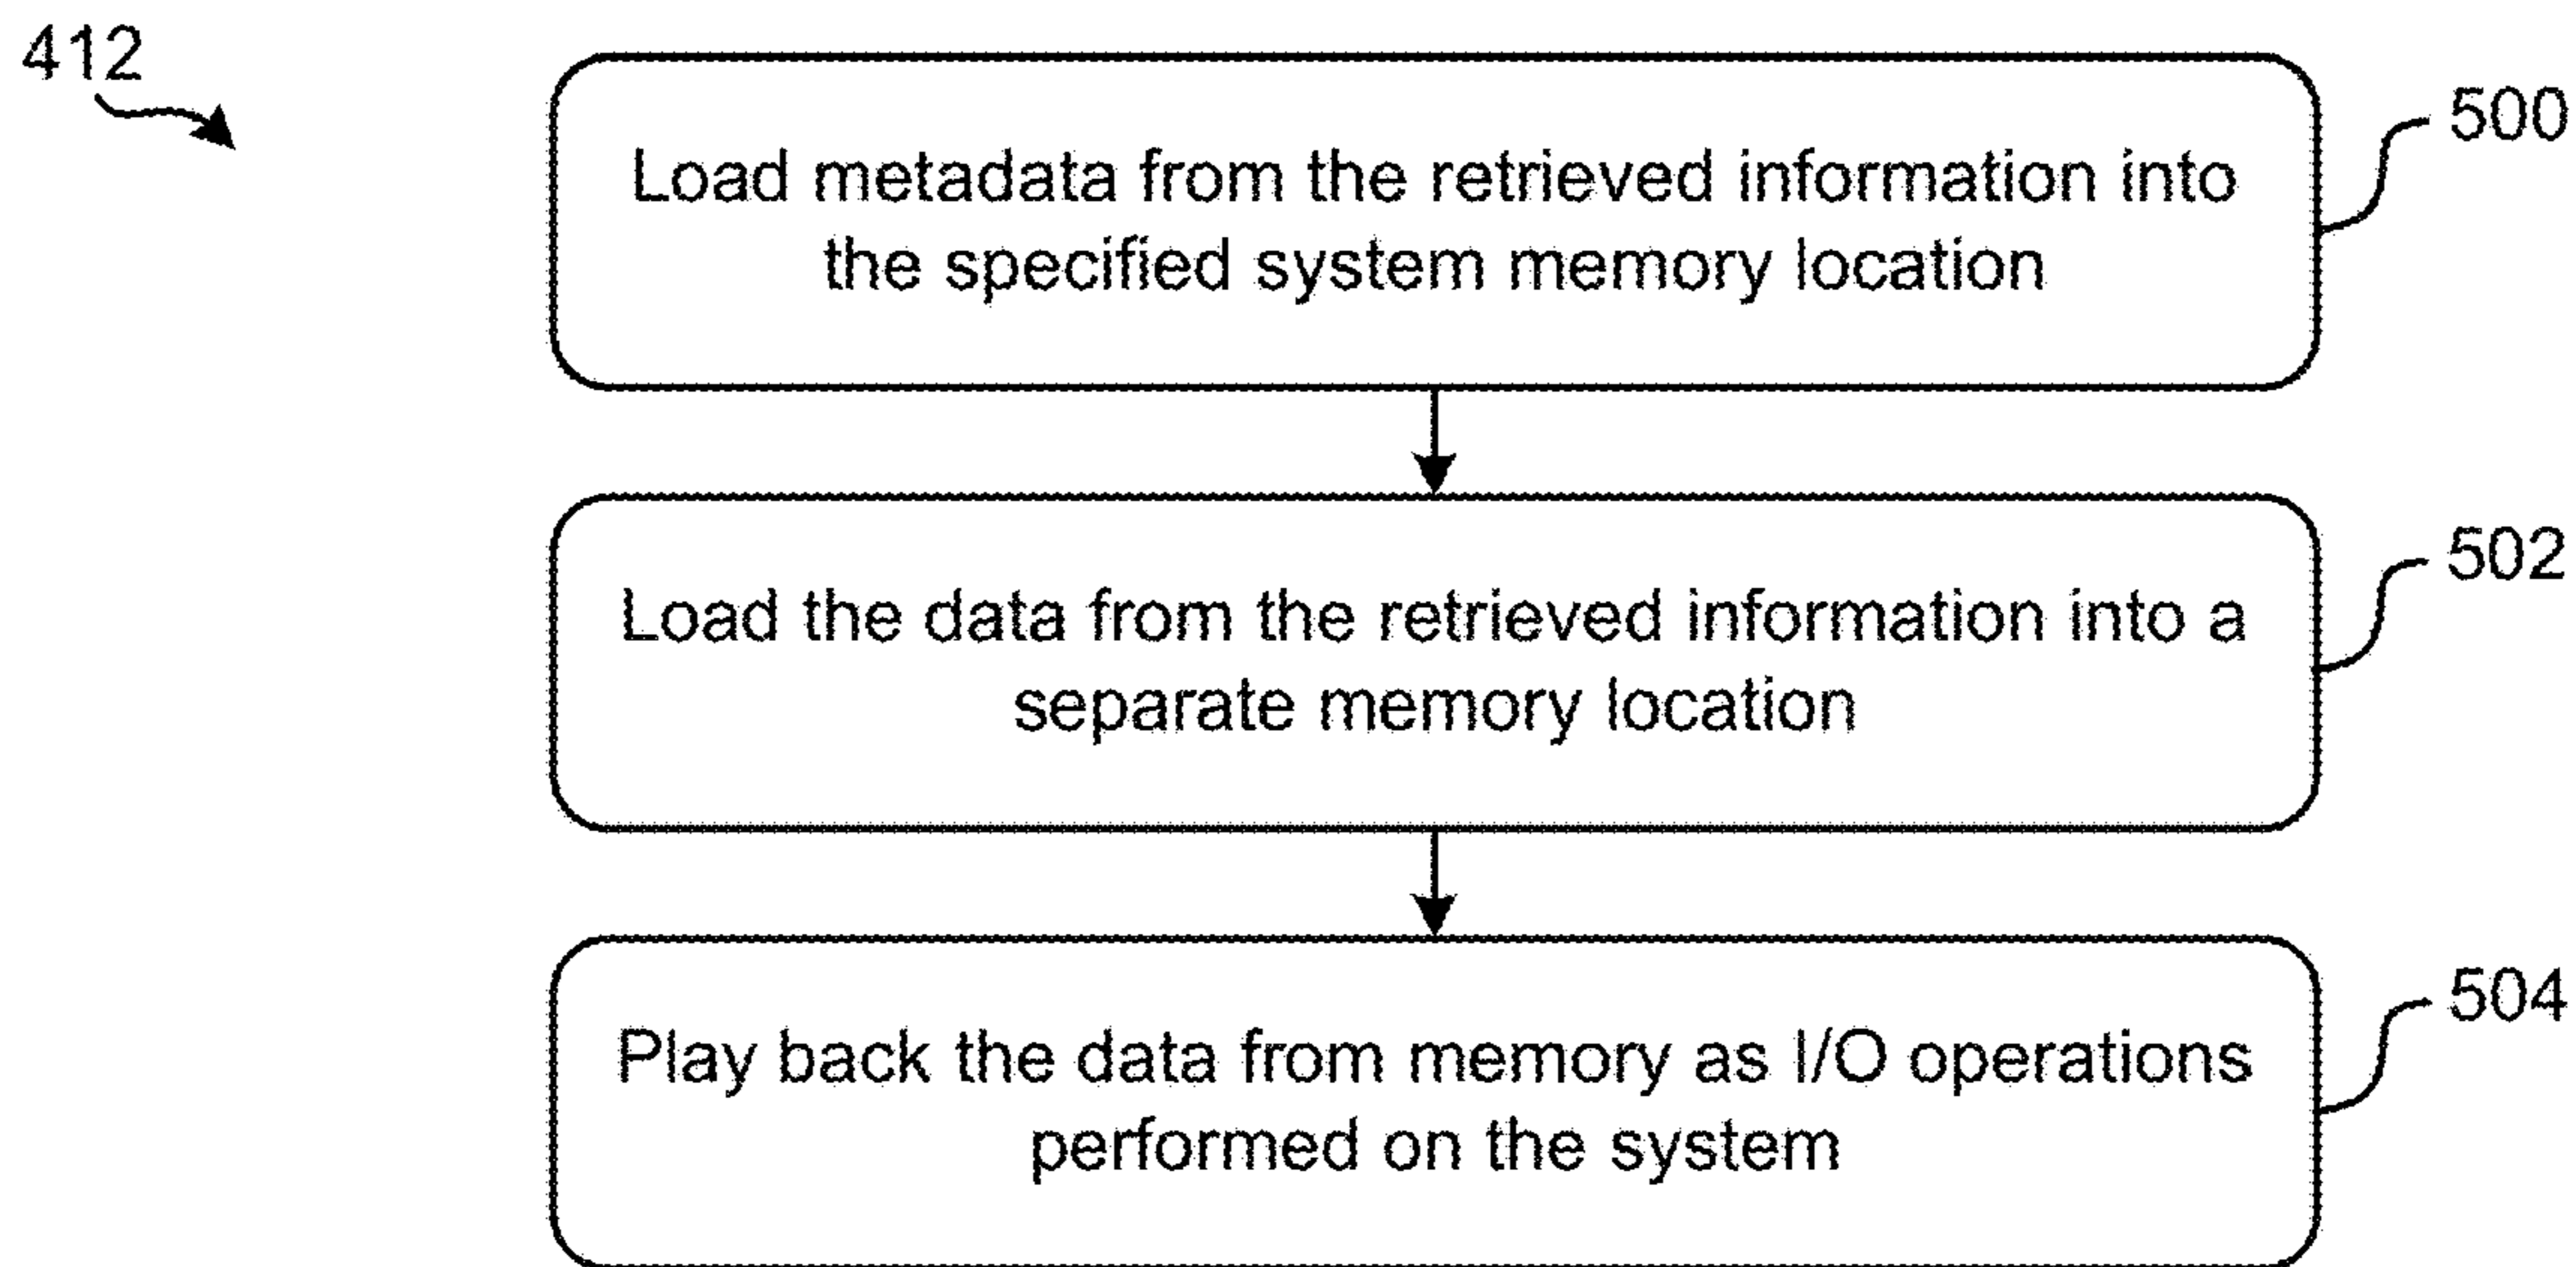 412
500
Load metadata from the retrieved information into
the specified system memory location
502
Load the data from the retrieved information into a
separate memory location
504
Play back the data from memory as I/O operations
performed on the system